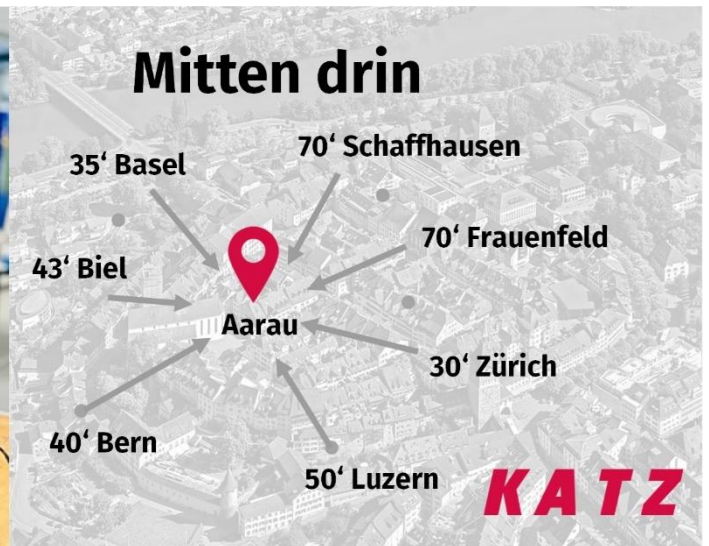 Mitten drin
70‘ Schaffhausen
35‘ Basel
70‘ Frauenfeld
43‘ Biel
Aarau
30‘ Zürich
40‘ Bern
50‘ Luzern
KATZ